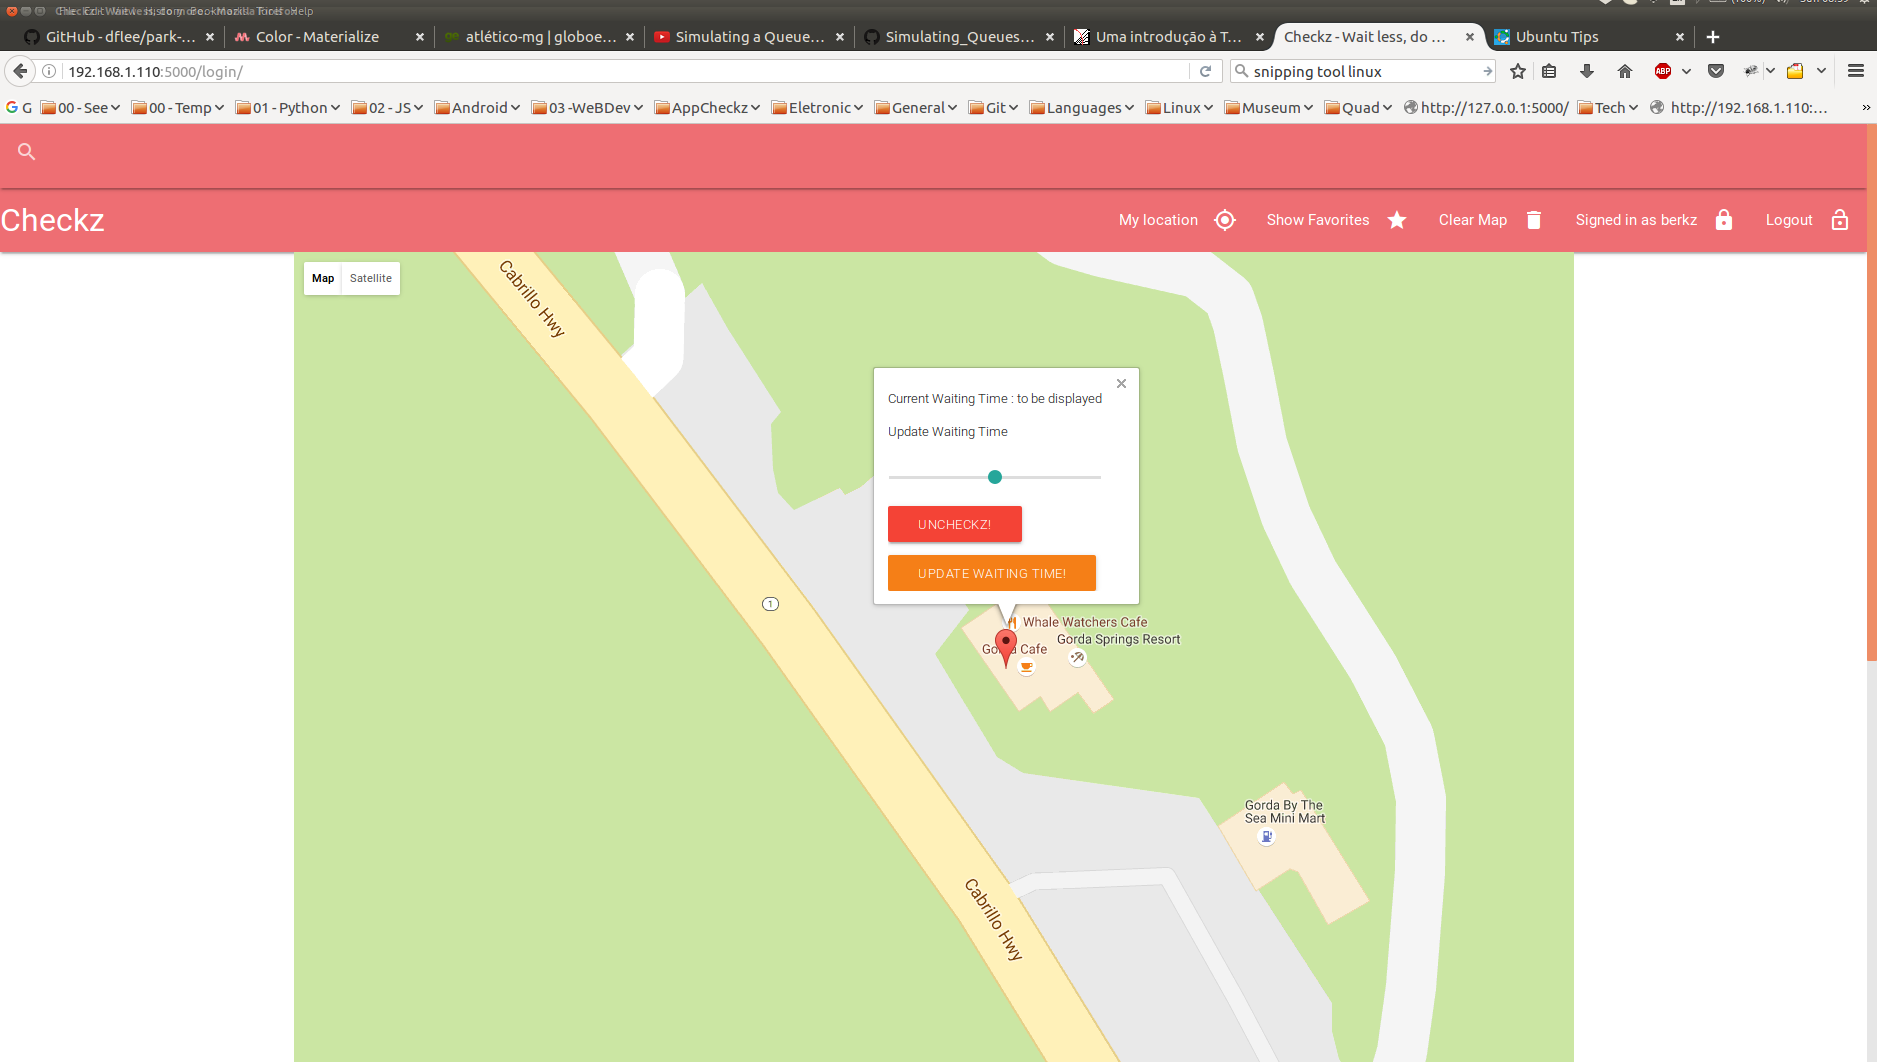 GitHub - dflee/park-...
Color - Materialize
atlético-mg | globoe...
Simulating a Queue...
Simulating_Queues...
Uma introdução à T...
Checkz - Wait less, do ...
Ubuntu Tips
192.168.1.110:5000/login/
snipping tool linux
ABP
G G
00 - See
00 - Temp
01 - Python
02 - JS
Android
03 -WeBDev
AppCheckz
Eletronic
General
Git
Languages
Linux
Museum
Quad
http://127.0.0.1:5000/
Tech
http://192.168.1.110:...
Checkz
My location
Show Favorites
Clear Map
Signed in as berkz
Logout
Map
Satellite
Cabrillo Hwy
Current Waiting Time : to be displayed
Update Waiting Time
UNCHECKZ!
UPDATE WAITING TIME!
1
Whale Watchers Cafe
Gorda Springs Resort
Gorda Cafe
Gorda By The
Sea Mini Mart
Cabrillo Hwy